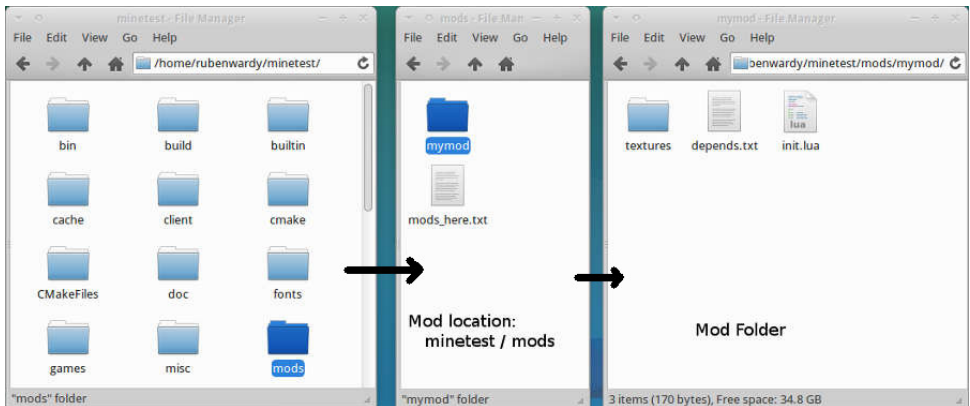 minetest - File Manager
File Edit View Go Help
/home/rubenwardy/minetest/
bin build builtin
cache client cmake
CMakeFiles doc fonts
games misc mods
"mods" folder
mods - File Man
File Edit View Go Help
mymod
mods_here.txt
Mod location:
minetest / mods
"mymod" folder
mymod - File Manager
File Edit View Go Help
benwardy/minetest/mods/mymod/
lua
textures depends.txt init.lua
Mod Folder
3 items (170 bytes), Free space: 34.8 GB